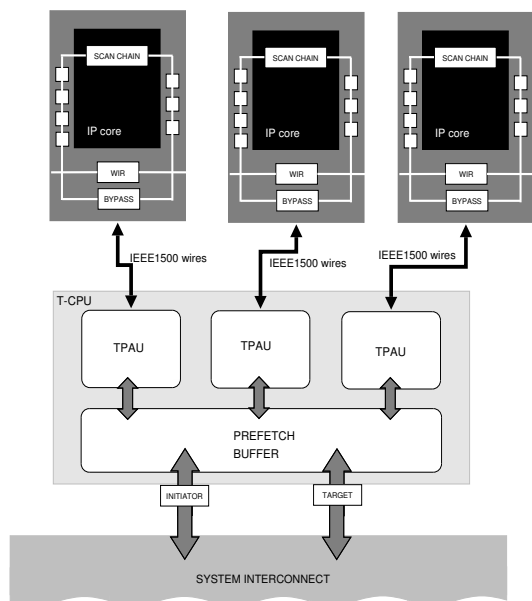 SCAN CHAIN
IP core
WIR
BYPASS
SCAN CHAIN
IP core
WIR
BYPASS
SCAN CHAIN
IP core
WIR
BYPASS
IEEE1500 wires
IEEE1500 wires
IEEE1500 wires
T-CPU
TPAU
TPAU
TPAU
PREFETCH
BUFFER
INITIATOR
TARGET
SYSTEM INTERCONNECT